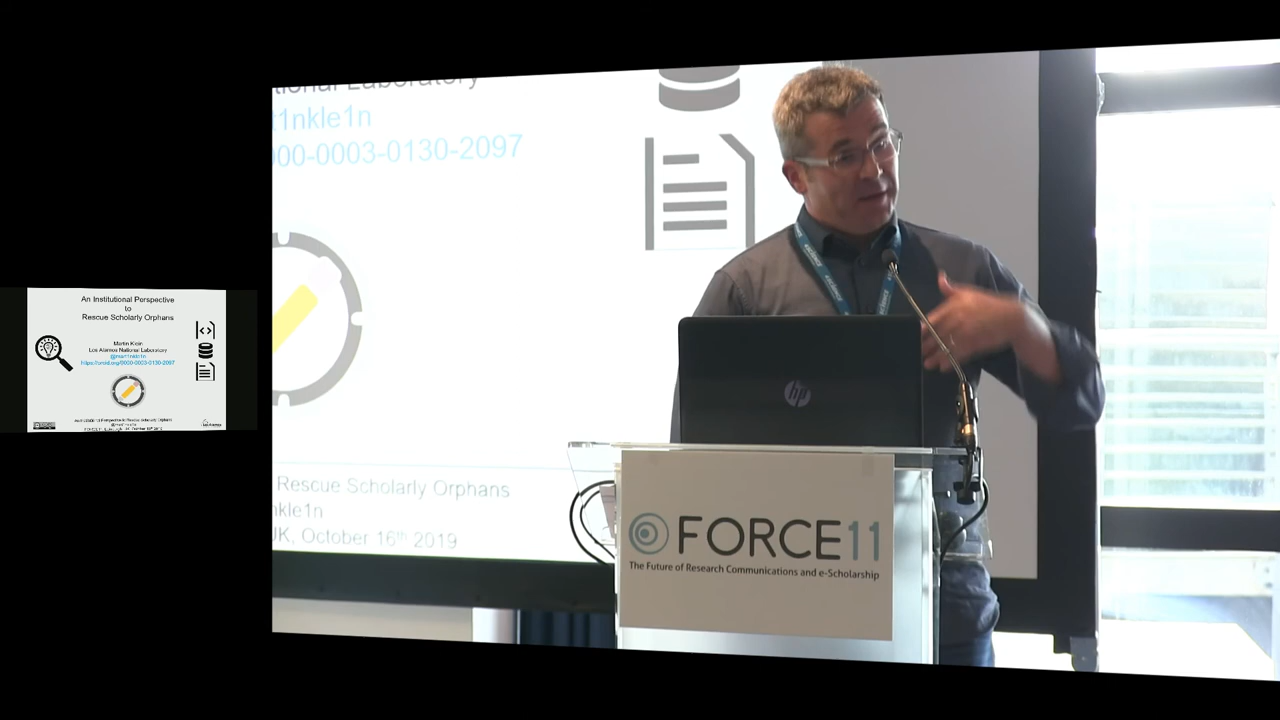 An Institutional Perspective
to
Rescue Scholarly Orphans
Martin Klein
Los Alamos National Laboratory
@mart1nkle1n
https://orcid.org/0000-0003-0130-2097
tional Laboratory
t1nkle1n
00-0003-0130-2097
Rescue Scholarly Orphans
nkle1n
UK, October 16th 2019
hp
FORCE11
The Future of Research Communications and e-Scholarship